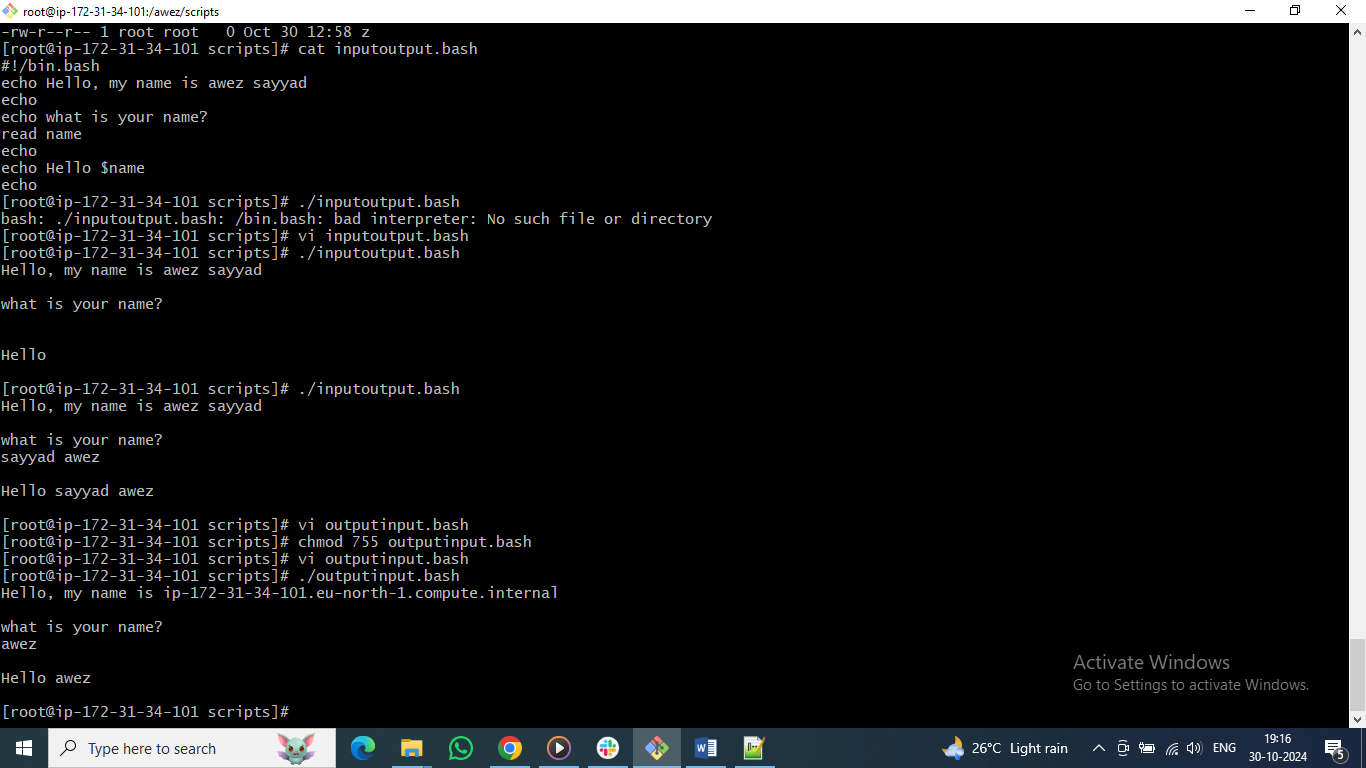 root@ip-172-31-34-101:/awez/scripts
-rw-r--r-- 1 root root   0 Oct 30 12:58 z
[root@ip-172-31-34-101 scripts]# cat inputoutput.bash
#!/bin.bash
echo Hello, my name is awez sayyad
echo
echo what is your name?
read name
echo
echo Hello $name
echo
[root@ip-172-31-34-101 scripts]# ./inputoutput.bash
bash: ./inputoutput.bash: /bin.bash: bad interpreter: No such file or directory
[root@ip-172-31-34-101 scripts]# vi inputoutput.bash
[root@ip-172-31-34-101 scripts]# ./inputoutput.bash
Hello, my name is awez sayyad
what is your name?
Hello
[root@ip-172-31-34-101 scripts]# ./inputoutput.bash
Hello, my name is awez sayyad
what is your name?
sayyad awez
Hello sayyad awez
[root@ip-172-31-34-101 scripts]# vi outputinput.bash
[root@ip-172-31-34-101 scripts]# chmod 755 outputinput.bash
[root@ip-172-31-34-101 scripts]# vi outputinput.bash
[root@ip-172-31-34-101 scripts]# ./outputinput.bash
Hello, my name is ip-172-31-34-101.eu-north-1.compute.internal
what is your name?
awez
Hello awez
[root@ip-172-31-34-101 scripts]#
Activate Windows
Go to Settings to activate Windows.
Type here to search
26°C Light rain
ENG
19:16
30-10-2024
5